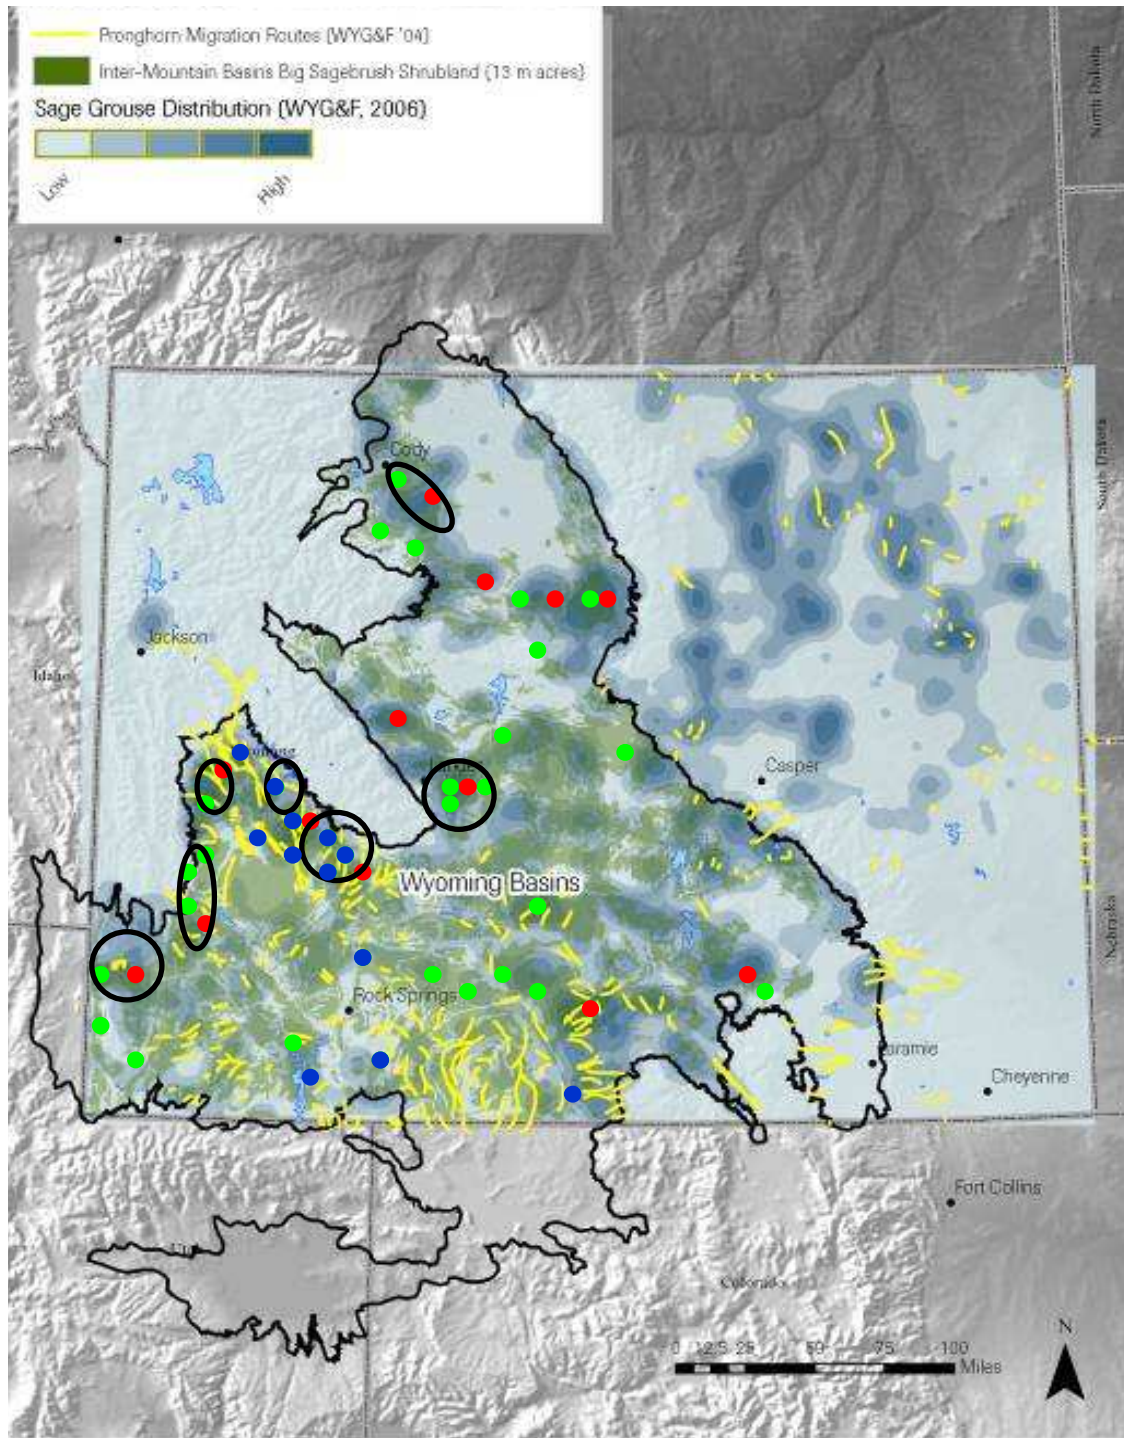 Pronghorn Migration Routes (WYG&F '04)
Inter-Mountain Basins Big Sagebrush Shrubland (13 m acres)
Sage Grouse Distribution (WYG&F, 2006)
Low
High
North Dakota
South Dakota
Cody
Jackson
Idaho
Casper
Wyoming Basins
Nebraska
Rock Springs
Laramie
Cheyenne
Fort Collins
Colorado
N
0 12.5 25 50 75 100
Miles